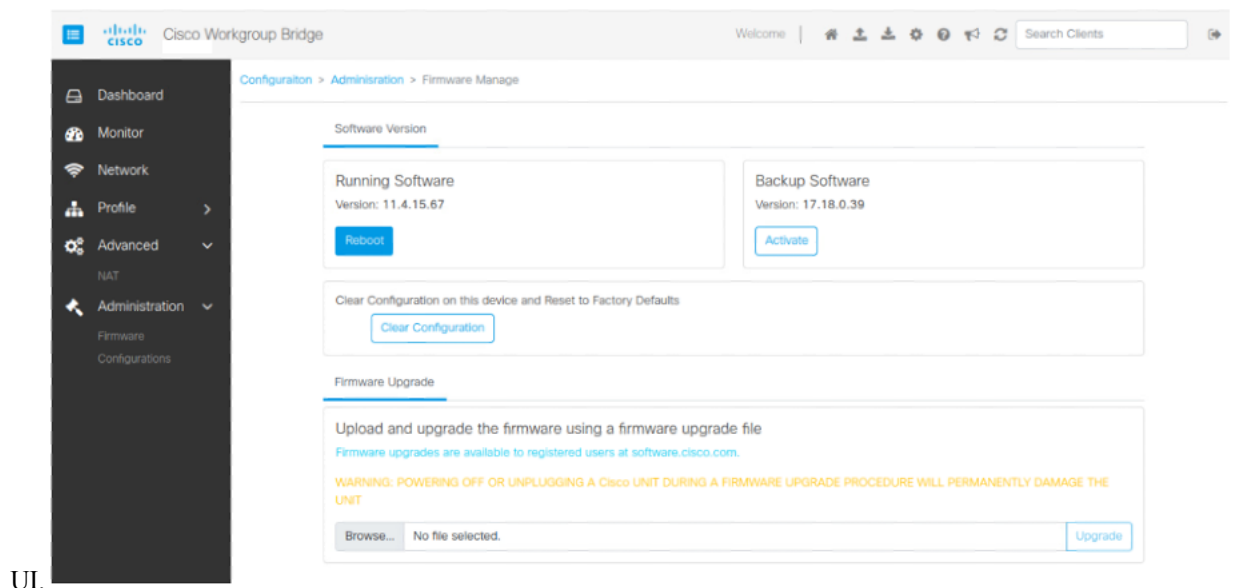 CISCO Cisco Workgroup Bridge Welcome | Search Clients
Configuraiton > Adminisration > Firmware Manage
Dashboard
Monitor
Network
Profile
Advanced
NAT
Administration
Firmware
Configurations
Software Version
Running Software
Version: 11.4.15.67
Reboot
Backup Software
Version: 17.18.0.39
Activate
Clear Configuration on this device and Reset to Factory Defaults
Clear Configuration
Firmware Upgrade
Upload and upgrade the firmware using a firmware upgrade file
Firmware upgrades are available to registered users at software.cisco.com.
WARNING: POWERING OFF OR UNPLUGGING A Cisco UNIT DURING A FIRMWARE UPGRADE PROCEDURE WILL PERMANENTLY DAMAGE THE
UNIT
Browse... No file selected. Upgrade
UI.